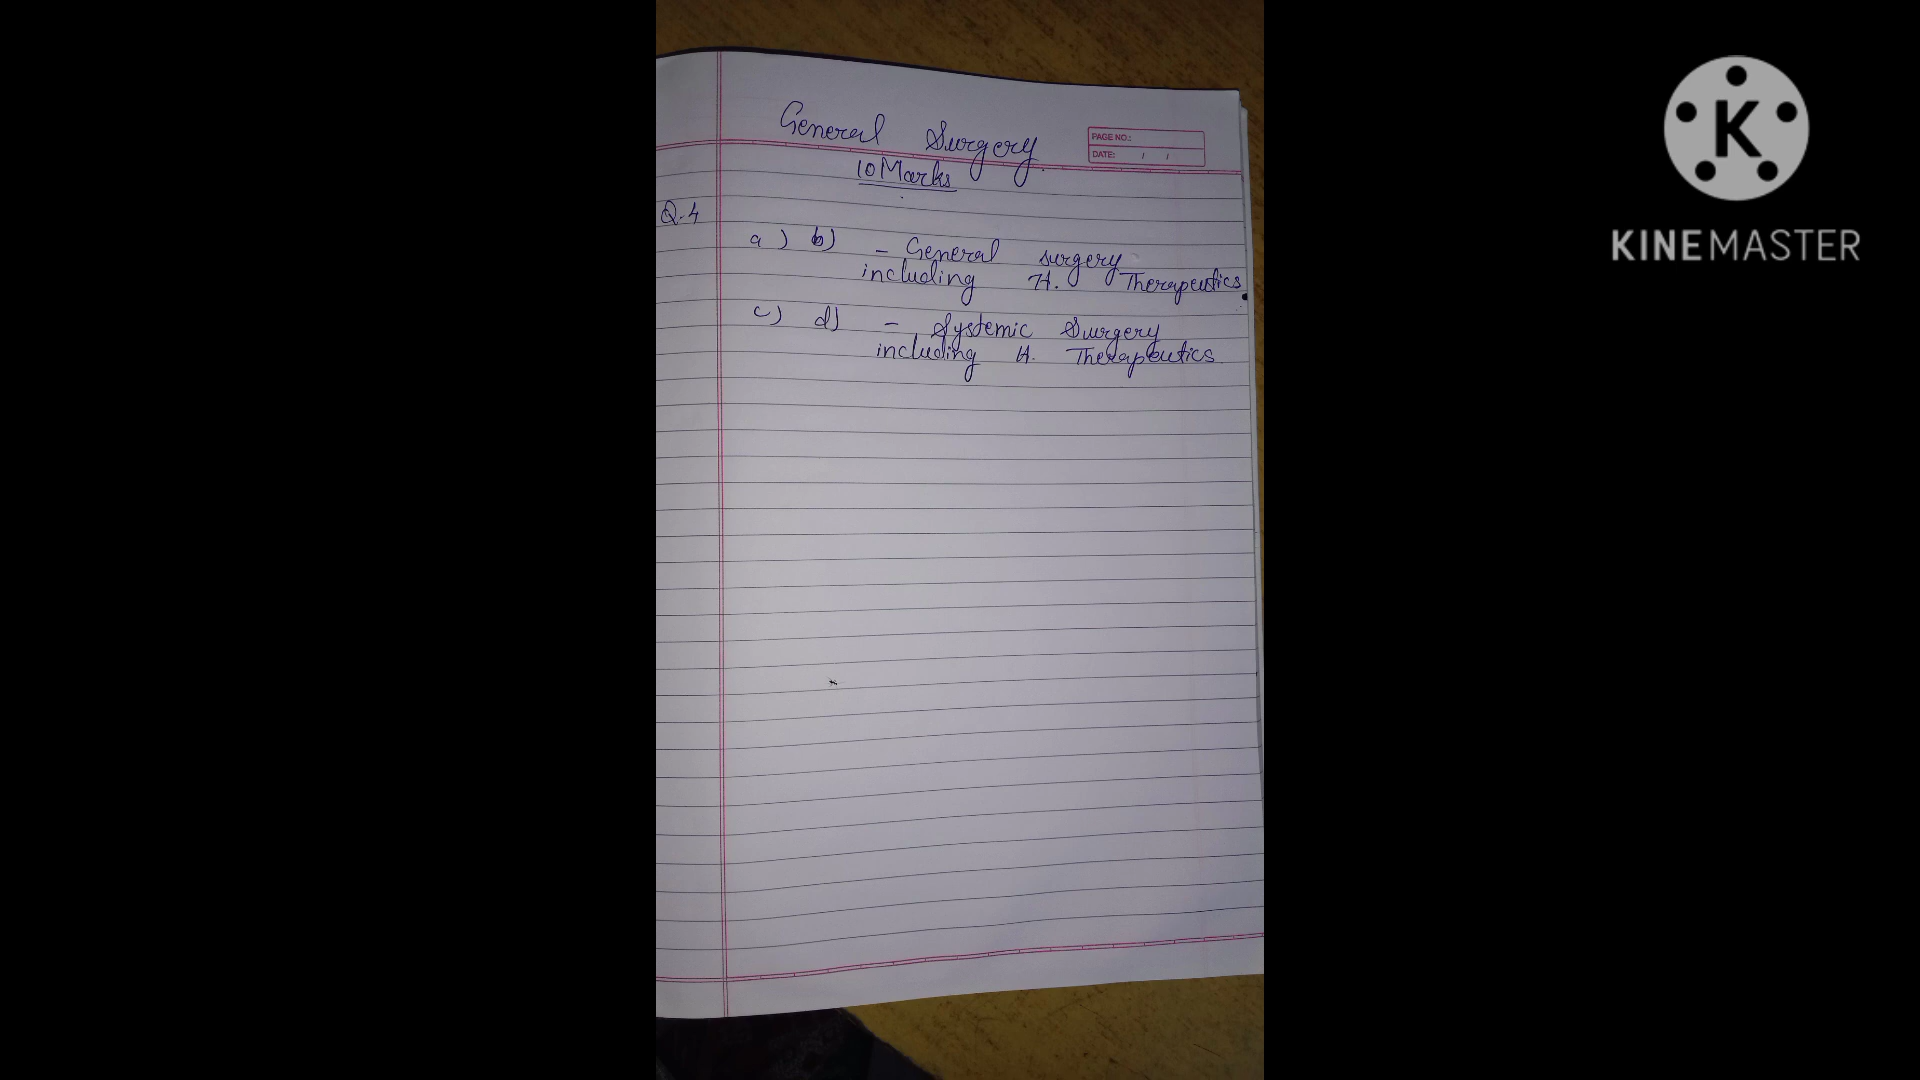 General Surgery
PAGE NO.:
DATE: / /
10 Marks
Q.4
a) b) - General surgery
including H. Therapeutics
c) d) - Systemic Surgery
including H. Therapeutics
K
KINEMASTER